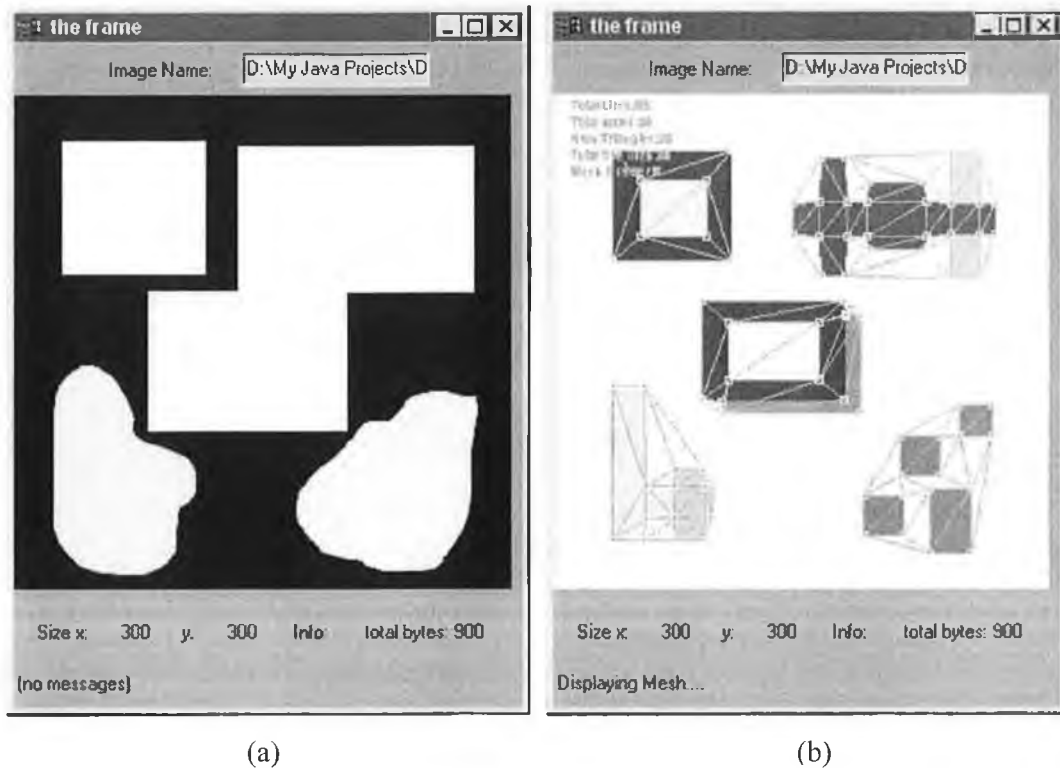 the frame
Image Name: D:\My Java Projects\D
Size x: 300 y: 300 Info: total bytes: 900
(no messages)
(a)
the frame
Image Name: D:\My Java Projects\D
Size x: 300 y: 300 Info: total bytes: 900
Displaying Mesh....
(b)